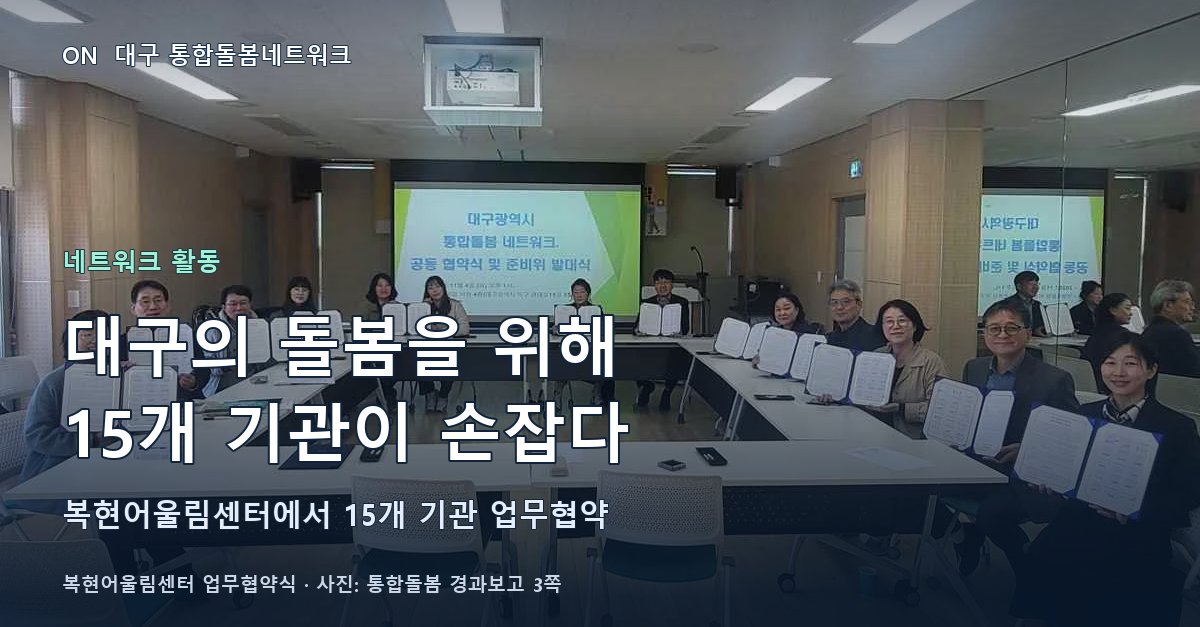 ON 대구 통합돌봄네트워크
대구광역시
통합돌봄 네트워크.
공동 협약식 및 준비위 발대식
네트워크 활동
대구의 돌봄을 위해
15개 기관이 손잡다
복현어울림센터에서 15개 기관 업무협약
복현어울림센터 업무협약식 · 사진: 통합돌봄 경과보고 3쪽